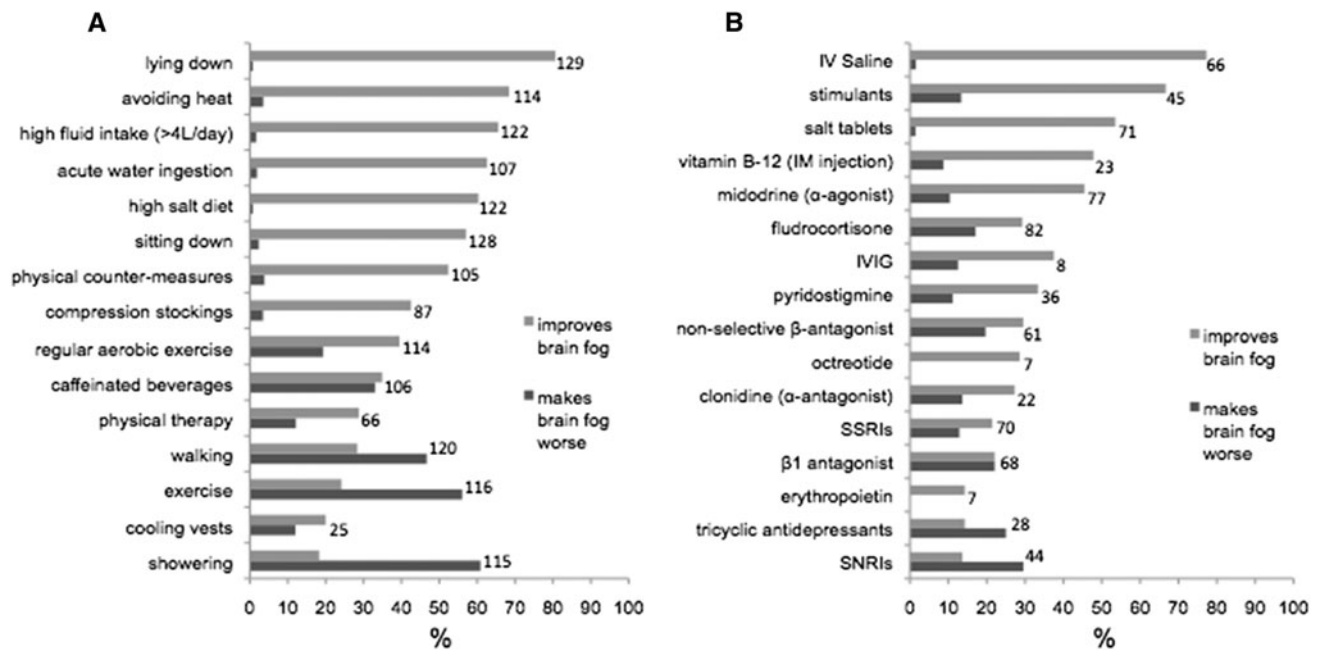 A
lying down
129
avoiding heat
114
high fluid intake (>4L/day)
122
acute water ingestion
107
high salt diet
122
sitting down
128
physical counter-measures
105
compression stockings
87
regular aerobic exercise
114
caffeinated beverages
106
physical therapy
66
walking
120
exercise
116
cooling vests
25
showering
115
improves
brain fog
makes
brain fog
worse
0 10 20 30 40 50 60 70 80 90 100
%
B
IV Saline
66
stimulants
45
salt tablets
71
vitamin B-12 (IM injection)
23
midodrine (α-agonist)
77
fludrocortisone
82
IVIG
8
pyridostigmine
36
non-selective β-antagonist
61
octreotide
7
clonidine (α-antagonist)
22
SSRIs
70
β1 antagonist
68
erythropoietin
7
tricyclic antidepressants
28
SNRIs
44
improves
brain fog
makes
brain fog
worse
0 10 20 30 40 50 60 70 80 90 100
%